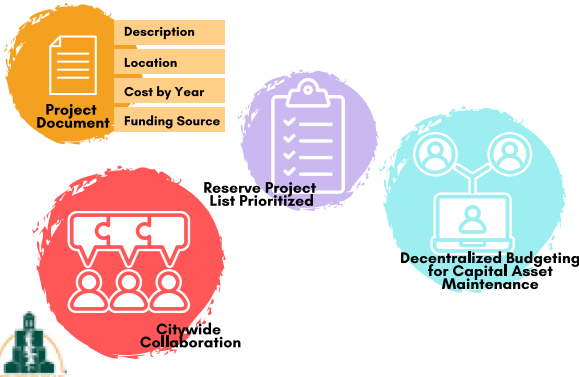 Description
Location
Cost by Year
Funding Source
Project
Document
Reserve Project
List Prioritized
Decentralized Budgeting
for Capital Asset
Maintenance
Citywide
Collaboration